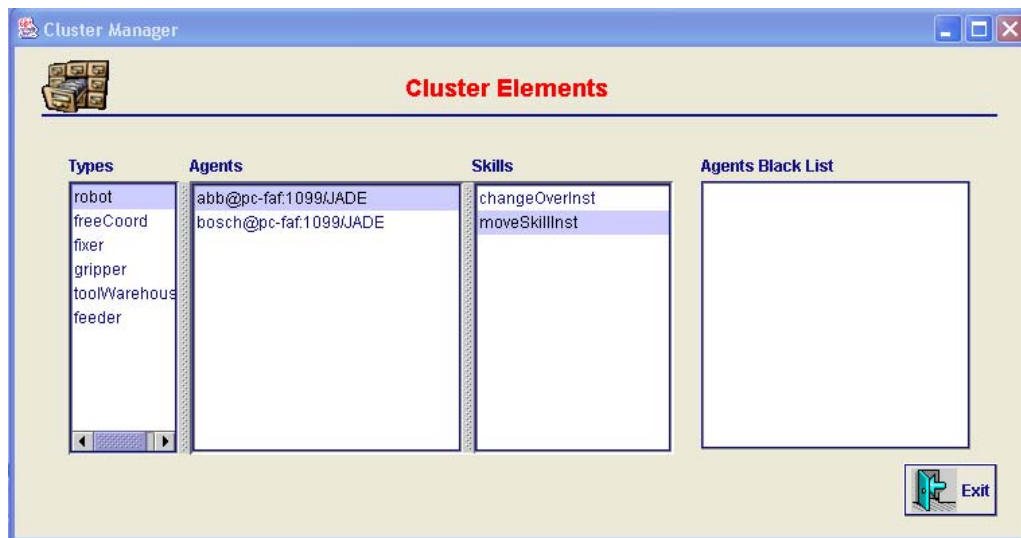 Cluster Manager
Cluster Elements
Types
robot
freeCoord
fixer
gripper
toolWarehous
feeder
Agents
abb@pc-faf:1099/JADE
bosch@pc-faf:1099/JADE
Skills
changeOverInst
moveSkillInst
Agents Black List
Exit